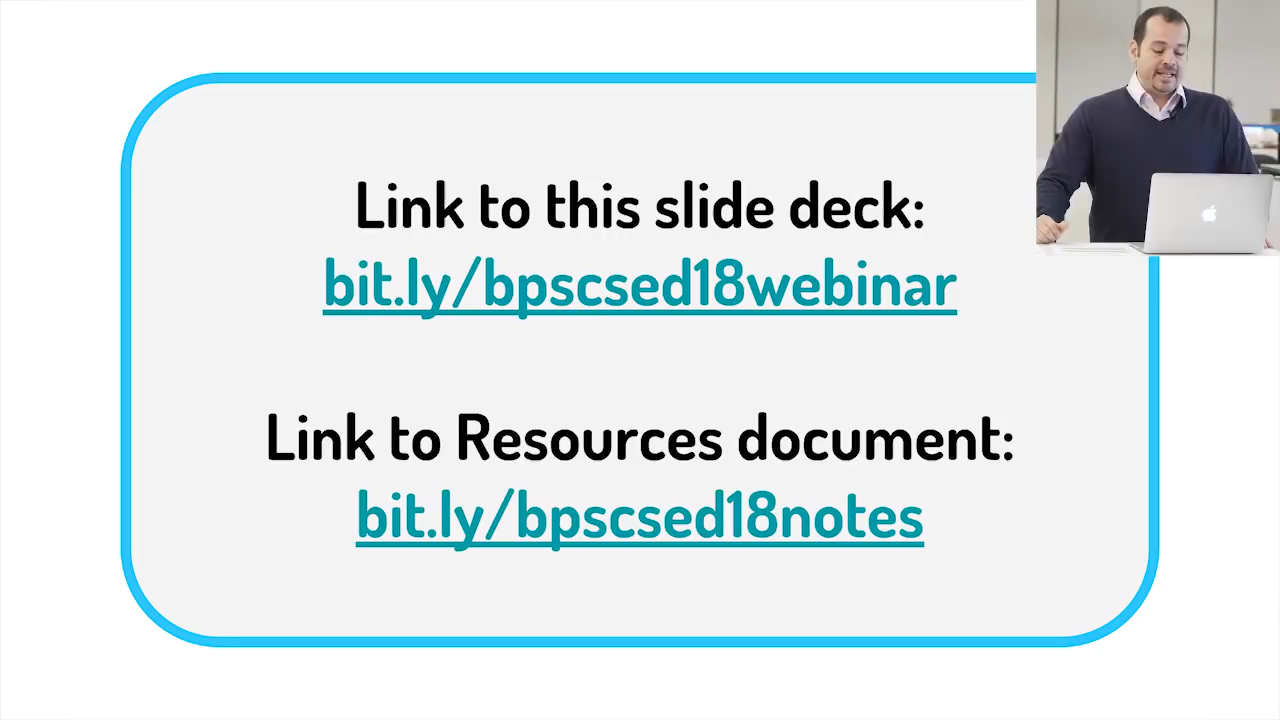 Link to this slide deck:
bit.ly/bpscsed18webinar
Link to Resources document:
bit.ly/bpscsed18notes